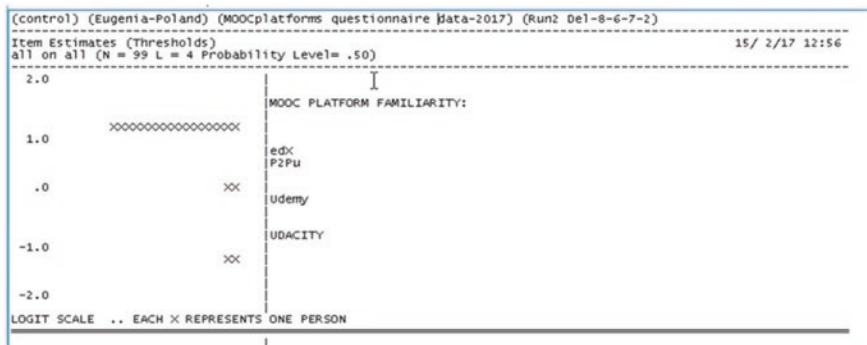 (control) (Eugenia-Poland) (MOOCplatforms questionnaire data-2017) (Run2 Del-8-6-7-2)
Item Estimates (Thresholds) 15/ 2/17 12:56
all on all (N = 99 L = 4 Probability Level= .50)
2.0
MOOC PLATFORM FAMILIARITY:
XXXXXXXXXXXXXXXXXX
1.0
edX
P2Pu
.0 XX
Udemy
UDACITY
-1.0
XX
-2.0
LOGIT SCALE .. EACH X REPRESENTS ONE PERSON